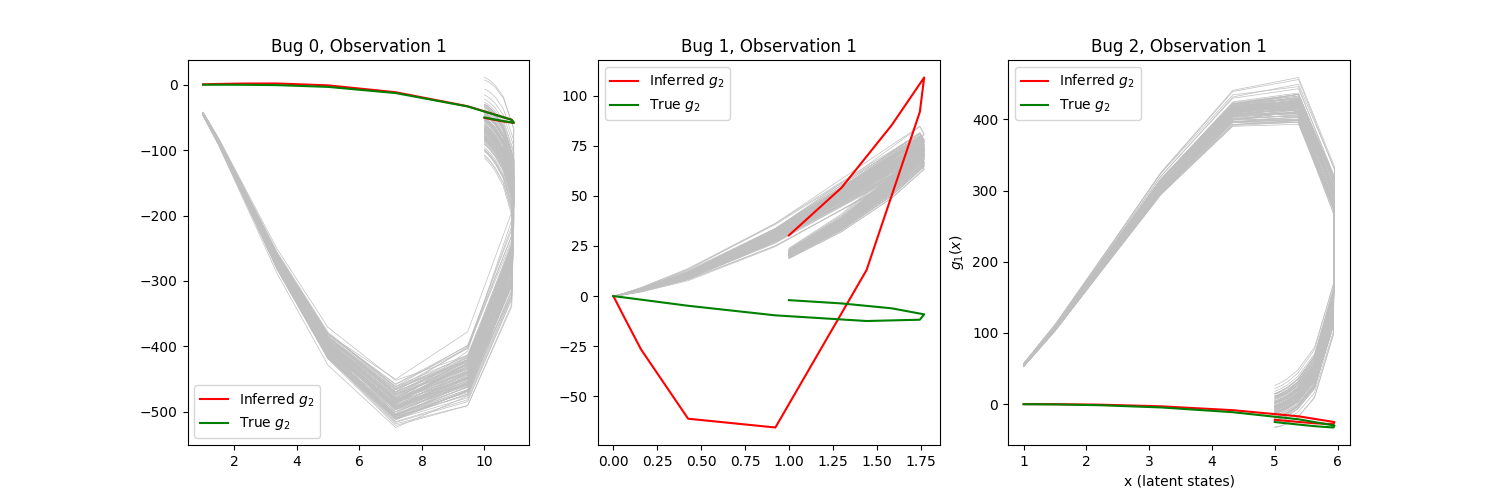 Bug 0, Observation 1
0
−100
−200
−300
−400
−500
2 4 6 8 10
Inferred g₂
True g₂
Bug 1, Observation 1
Inferred g₂
True g₂
100
75
50
25
0
−25
−50
0.00 0.25 0.50 0.75 1.00 1.25 1.50 1.75
Bug 2, Observation 1
Inferred g₂
True g₂
g₁(x)
400
300
200
100
0
1 2 3 4 5 6
x (latent states)